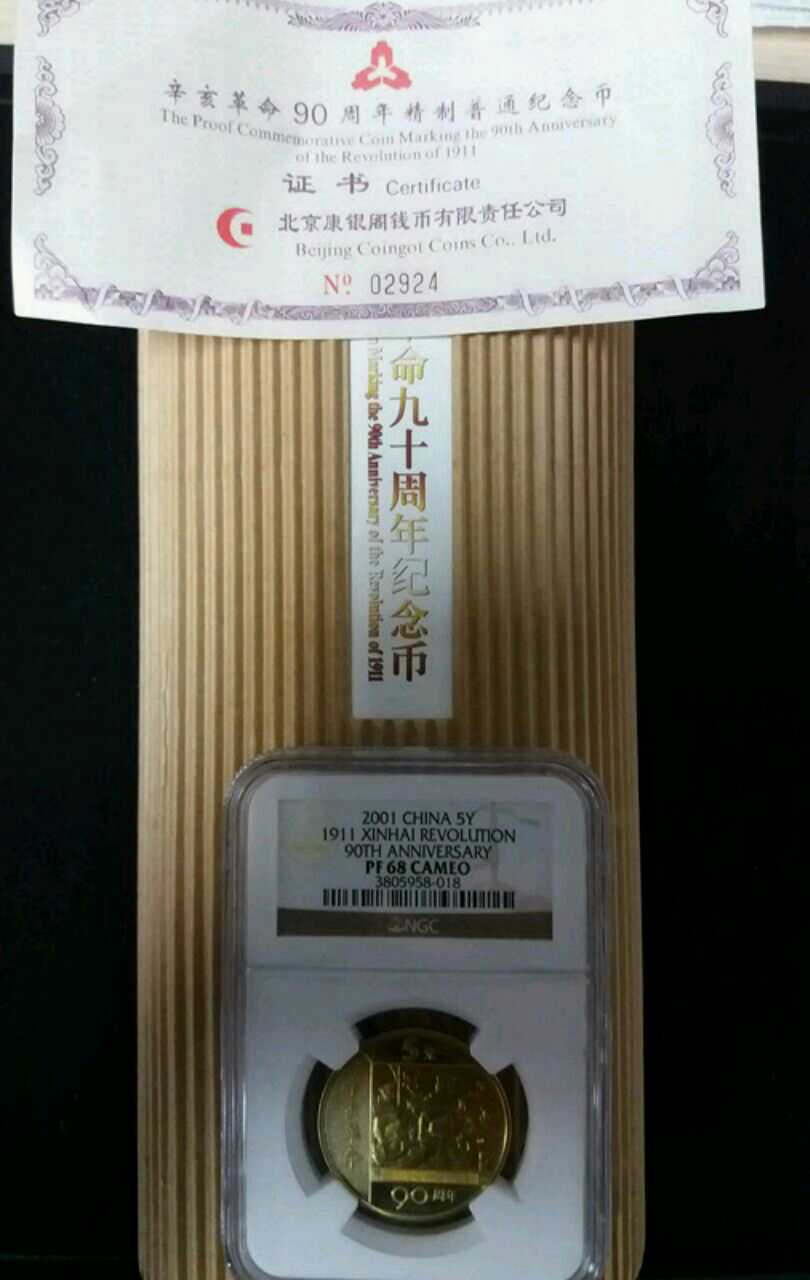 辛亥革命90周年精制普通纪念币
The Proof Commemorative Coin Marking the 90th Anniversary
of the Revolution of 1911
证书 Certificate
北京康银阁钱币有限责任公司
Beijing Coingot Coins Co., Ltd.
Nº 02924
命九十周年纪念币
Marking the 90th Anniversary of the Revolution of 1911
2001 CHINA 5Y
1911 XINHAI REVOLUTION
90TH ANNIVERSARY
PF 68 CAMEO
3805958-018
NGC
5元
90周年